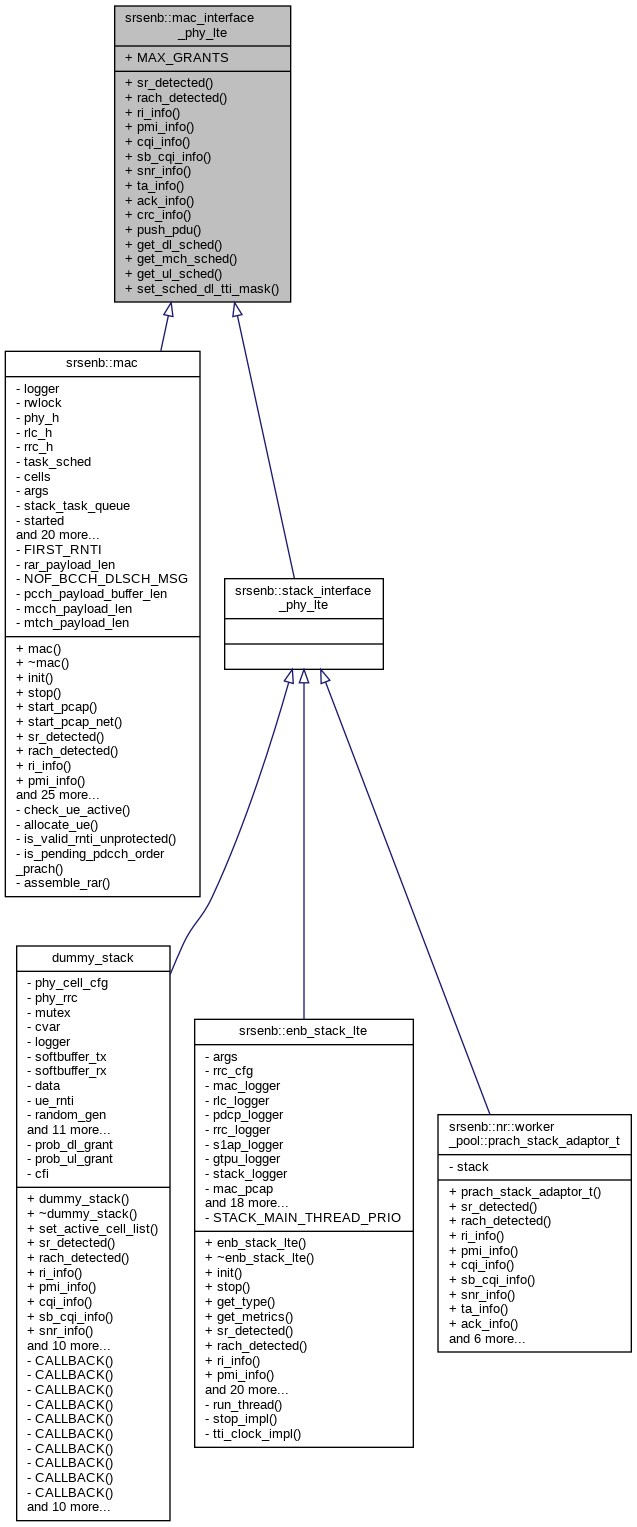 srsenb::mac_interface
_phy_lte
+ MAX_GRANTS
+ sr_detected()
+ rach_detected()
+ ri_info()
+ pmi_info()
+ cqi_info()
+ sb_cqi_info()
+ snr_info()
+ ta_info()
+ ack_info()
+ crc_info()
+ push_pdu()
+ get_dl_sched()
+ get_mch_sched()
+ get_ul_sched()
+ set_sched_dl_tti_mask()
srsenb::mac
- logger
- rwlock
- phy_h
- rlc_h
- rrc_h
- task_sched
- cells
- args
- stack_task_queue
- started
and 20 more...
- FIRST_RNTI
- rar_payload_len
- NOF_BCCH_DLSCH_MSG
- pcch_payload_buffer_len
- mcch_payload_len
- mtch_payload_len
+ mac()
+ ~mac()
+ init()
+ stop()
+ start_pcap()
+ start_pcap_net()
+ sr_detected()
+ rach_detected()
+ ri_info()
+ pmi_info()
and 25 more...
- check_ue_active()
- allocate_ue()
- is_valid_rnti_unprotected()
- is_pending_pdcch_order
_prach()
- assemble_rar()
srsenb::stack_interface
_phy_lte
dummy_stack
- phy_cell_cfg
- phy_rrc
- mutex
- cvar
- logger
- softbuffer_tx
- softbuffer_rx
- data
- ue_rnti
- random_gen
and 11 more...
- prob_dl_grant
- prob_ul_grant
- cfi
+ dummy_stack()
+ ~dummy_stack()
+ set_active_cell_list()
+ sr_detected()
+ rach_detected()
+ ri_info()
+ pmi_info()
+ cqi_info()
+ sb_cqi_info()
+ snr_info()
and 10 more...
- CALLBACK()
- CALLBACK()
- CALLBACK()
- CALLBACK()
- CALLBACK()
- CALLBACK()
- CALLBACK()
- CALLBACK()
- CALLBACK()
- CALLBACK()
and 10 more...
srsenb::enb_stack_lte
- args
- rrc_cfg
- mac_logger
- rlc_logger
- pdcp_logger
- rrc_logger
- s1ap_logger
- gtpu_logger
- stack_logger
- mac_pcap
and 18 more...
- STACK_MAIN_THREAD_PRIO
+ enb_stack_lte()
+ ~enb_stack_lte()
+ init()
+ stop()
+ get_type()
+ get_metrics()
+ sr_detected()
+ rach_detected()
+ ri_info()
+ pmi_info()
and 20 more...
- run_thread()
- stop_impl()
- tti_clock_impl()
srsenb::nr::worker
_pool::prach_stack_adaptor_t
- stack
+ prach_stack_adaptor_t()
+ sr_detected()
+ rach_detected()
+ ri_info()
+ pmi_info()
+ cqi_info()
+ sb_cqi_info()
+ snr_info()
+ ta_info()
+ ack_info()
and 6 more...